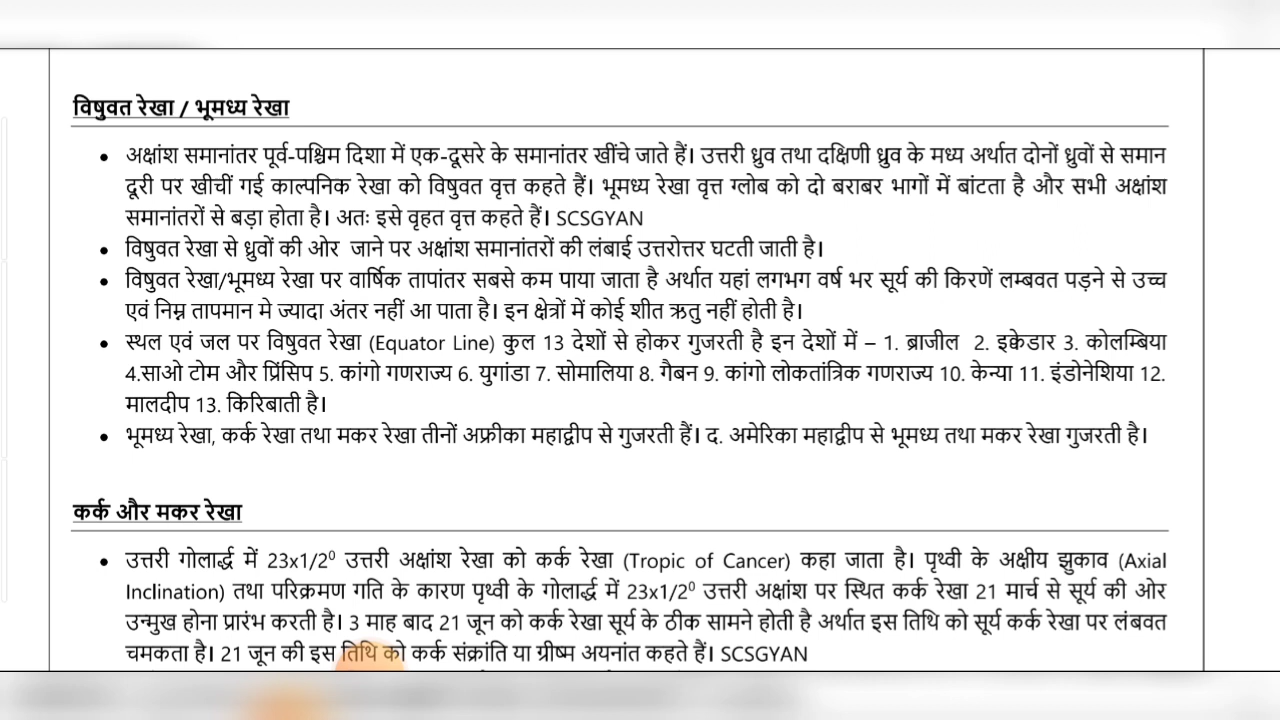 विषुवत रेखा / भूमध्य रेखा
• अक्षांश समानांतर पूर्व-पश्चिम दिशा में एक-दूसरे के समानांतर खींचे जाते हैं। उत्तरी ध्रुव तथा दक्षिणी ध्रुव के मध्य अर्थात दोनों ध्रुवों से समान
दूरी पर खीचीं गई काल्पनिक रेखा को विषुवत वृत्त कहते हैं। भूमध्य रेखा वृत्त ग्लोब को दो बराबर भागों में बांटता है और सभी अक्षांश
समानांतरों से बड़ा होता है। अतः इसे वृहत वृत्त कहते हैं। SCSGYAN
• विषुवत रेखा से ध्रुवों की ओर जाने पर अक्षांश समानांतरों की लंबाई उत्तरोत्तर घटती जाती है।
• विषुवत रेखा/भूमध्य रेखा पर वार्षिक तापांतर सबसे कम पाया जाता है अर्थात यहां लगभग वर्ष भर सूर्य की किरणें लम्बवत पड़ने से उच्च
एवं निम्न तापमान मे ज्यादा अंतर नहीं आ पाता है। इन क्षेत्रों में कोई शीत ऋतु नहीं होती है।
• स्थल एवं जल पर विषुवत रेखा (Equator Line) कुल 13 देशों से होकर गुजरती है इन देशों में – 1. ब्राजील 2. इक्वेडार 3. कोलम्बिया
4.साओ टोम और प्रिंसिप 5. कांगो गणराज्य 6. युगांडा 7. सोमालिया 8. गैबन 9. कांगो लोकतांत्रिक गणराज्य 10. केन्या 11. इंडोनेशिया 12.
मालदीप 13. किरिबाती है।
• भूमध्य रेखा, कर्क रेखा तथा मकर रेखा तीनों अफ्रीका महाद्वीप से गुजरती हैं। द. अमेरिका महाद्वीप से भूमध्य तथा मकर रेखा गुजरती है।
कर्क और मकर रेखा
• उत्तरी गोलार्द्ध में 23x1/2⁰ उत्तरी अक्षांश रेखा को कर्क रेखा (Tropic of Cancer) कहा जाता है। पृथ्वी के अक्षीय झुकाव (Axial
Inclination) तथा परिक्रमण गति के कारण पृथ्वी के गोलार्द्ध में 23x1/2⁰ उत्तरी अक्षांश पर स्थित कर्क रेखा 21 मार्च से सूर्य की ओर
उन्मुख होना प्रारंभ करती है। 3 माह बाद 21 जून को कर्क रेखा सूर्य के ठीक सामने होती है अर्थात इस तिथि को सूर्य कर्क रेखा पर लंबवत
चमकता है। 21 जून की इस तिथि को कर्क संक्रांति या ग्रीष्म अयनांत कहते हैं। SCSGYAN